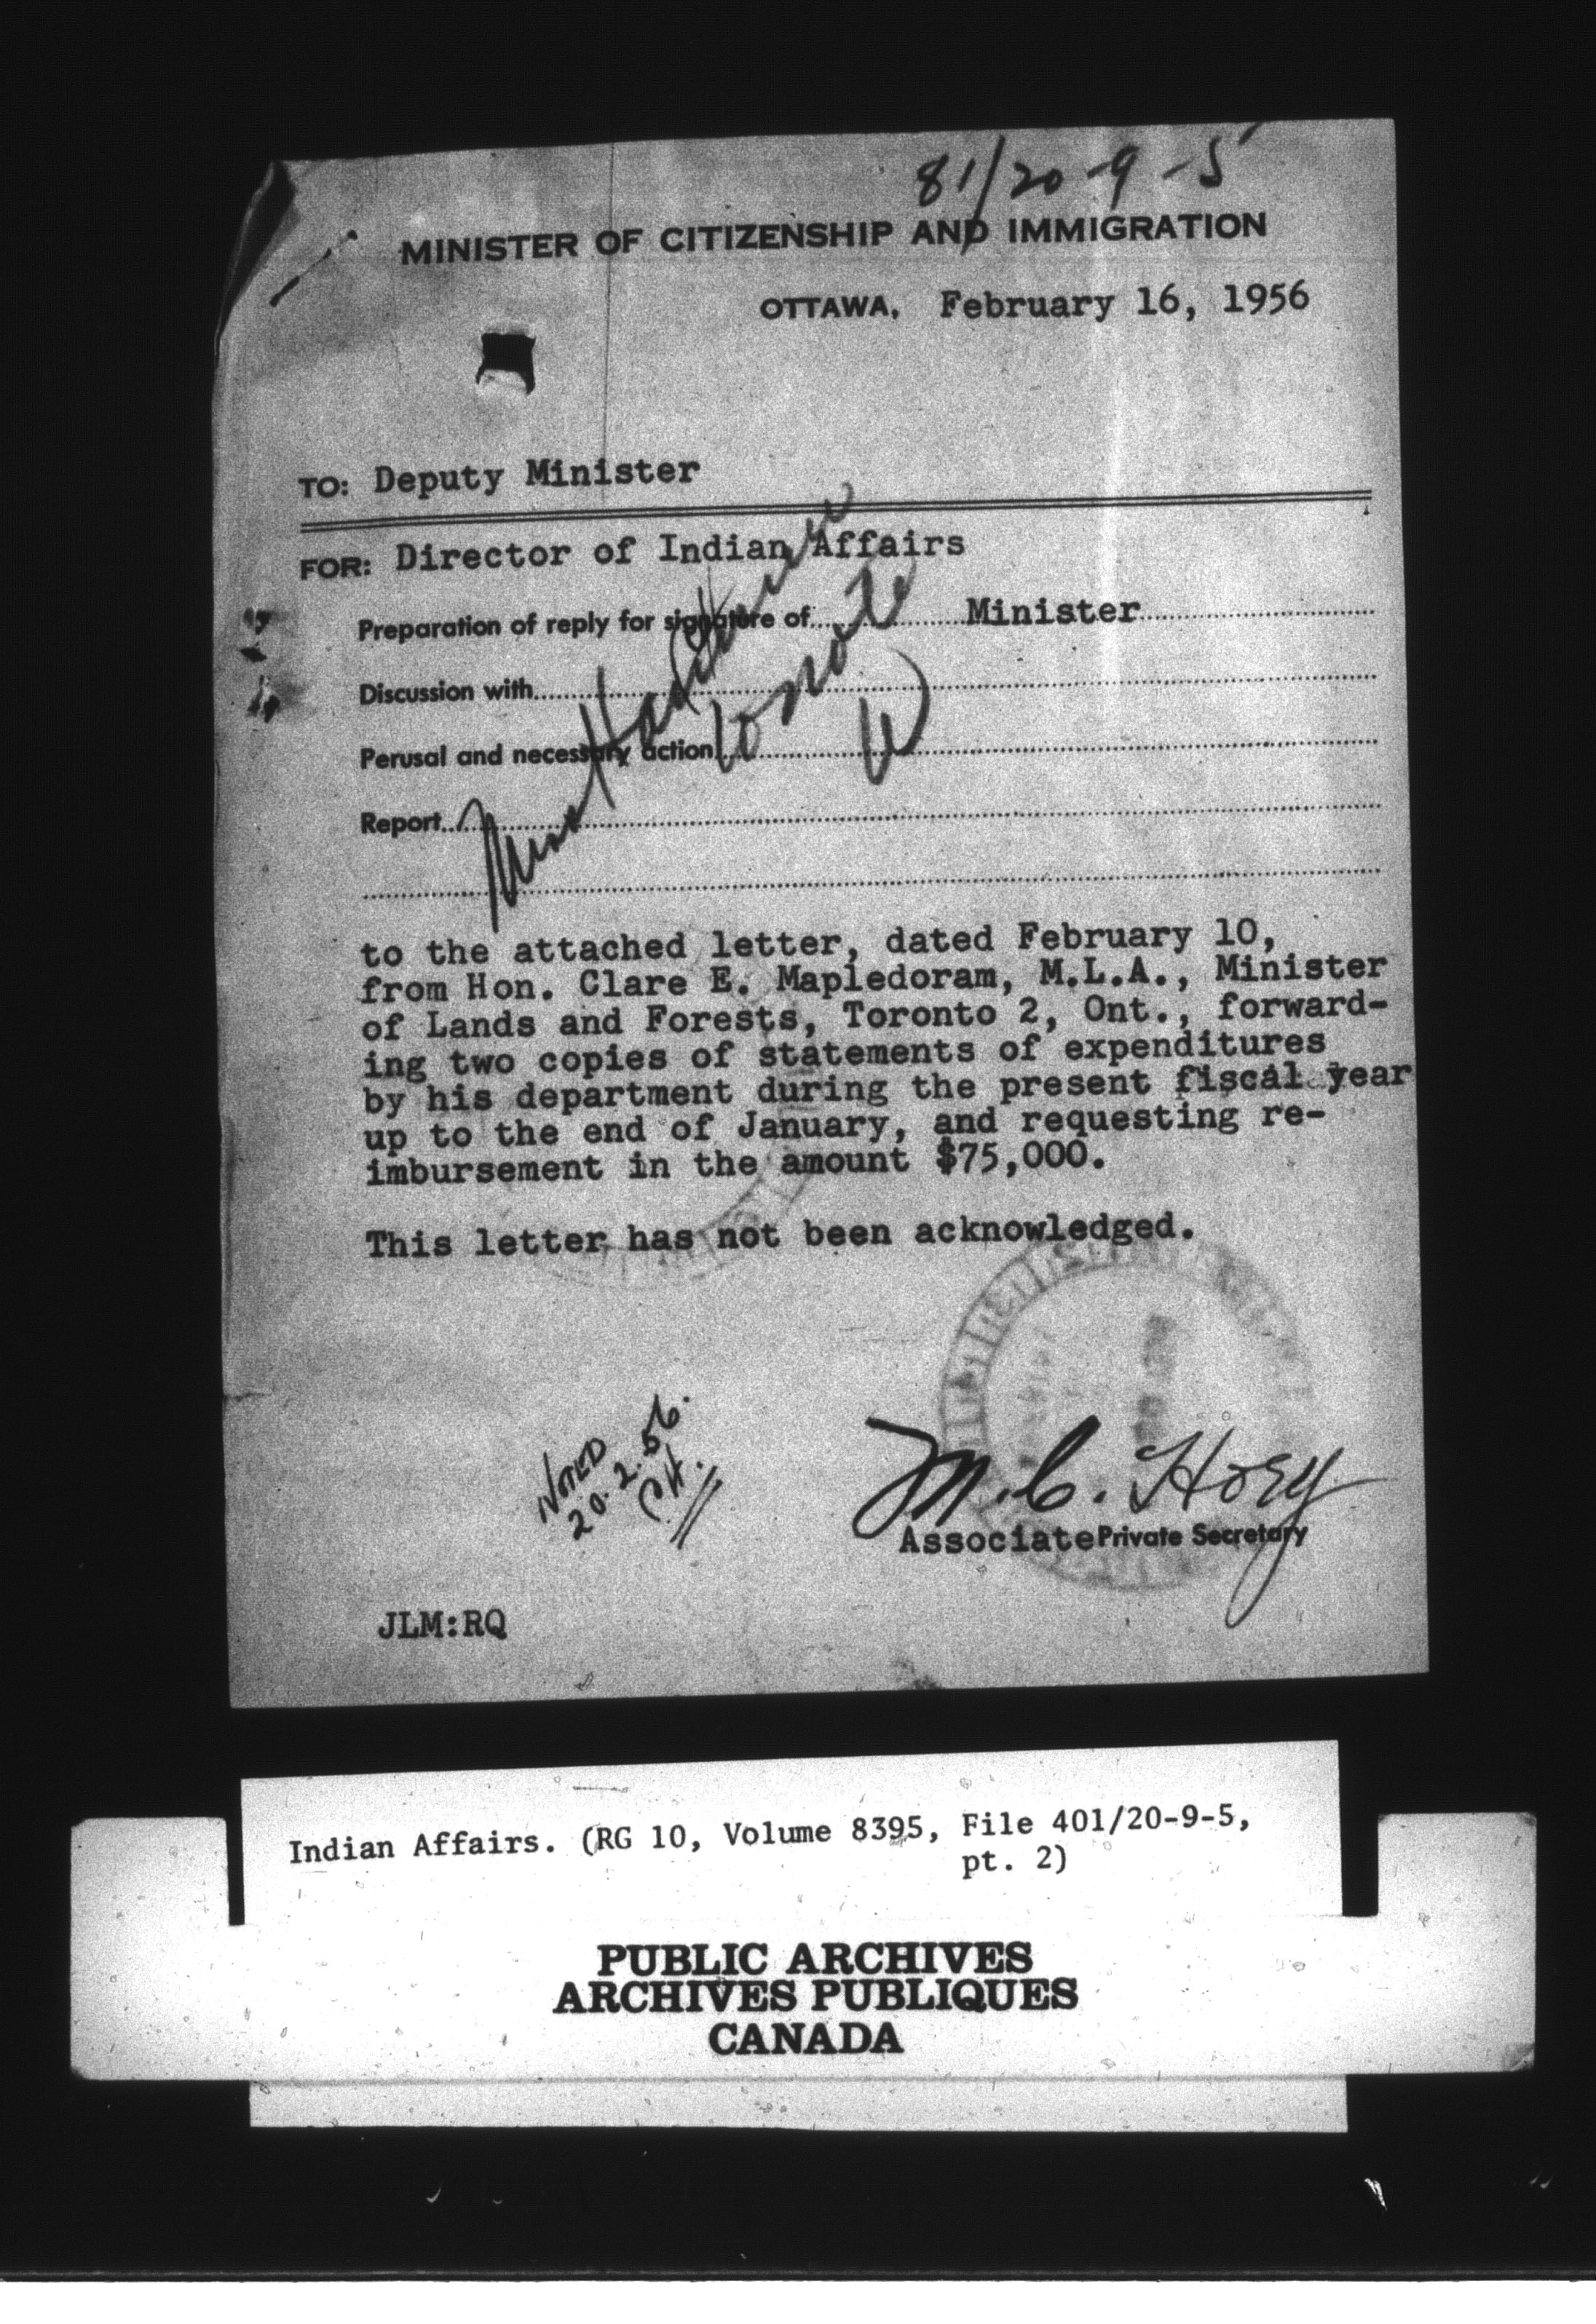 81/20-9-5
MINISTER OF CITIZENSHIP AND IMMIGRATION
OTTAWA, February 16, 1956
TO: Deputy Minister
FOR: Director of Indian Affairs
Preparation of reply for signature of Minister
Discussion with
Perusal and necessary action
Report
to note
to the attached letter, dated February 10,
from Hon. Clare E. Mapledoram, M.L.A., Minister
of Lands and Forests, Toronto 2, Ont., forward-
ing two copies of statements of expenditures
by his department during the present fiscal year
up to the end of January, and requesting re-
imbursement in the amount $75,000.
This letter has not been acknowledged.
NOTED
20.2.56.
M.C. Hoey
Associate Private Secretary
JLM:RQ
Indian Affairs. (RG 10, Volume 8395, File 401/20-9-5,
pt. 2)
PUBLIC ARCHIVES
ARCHIVES PUBLIQUES
CANADA